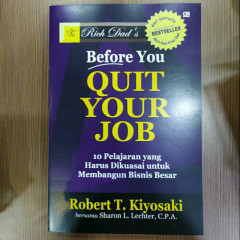 Rich Dad's
BESTSELLER
Before You
QUIT
YOUR
JOB
10 Pelajaran yang
Harus Dikuasai untuk
Membangun Bisnis Besar
Robert T. Kiyosaki
bersama Sharon L. Lechter, C.P.A.